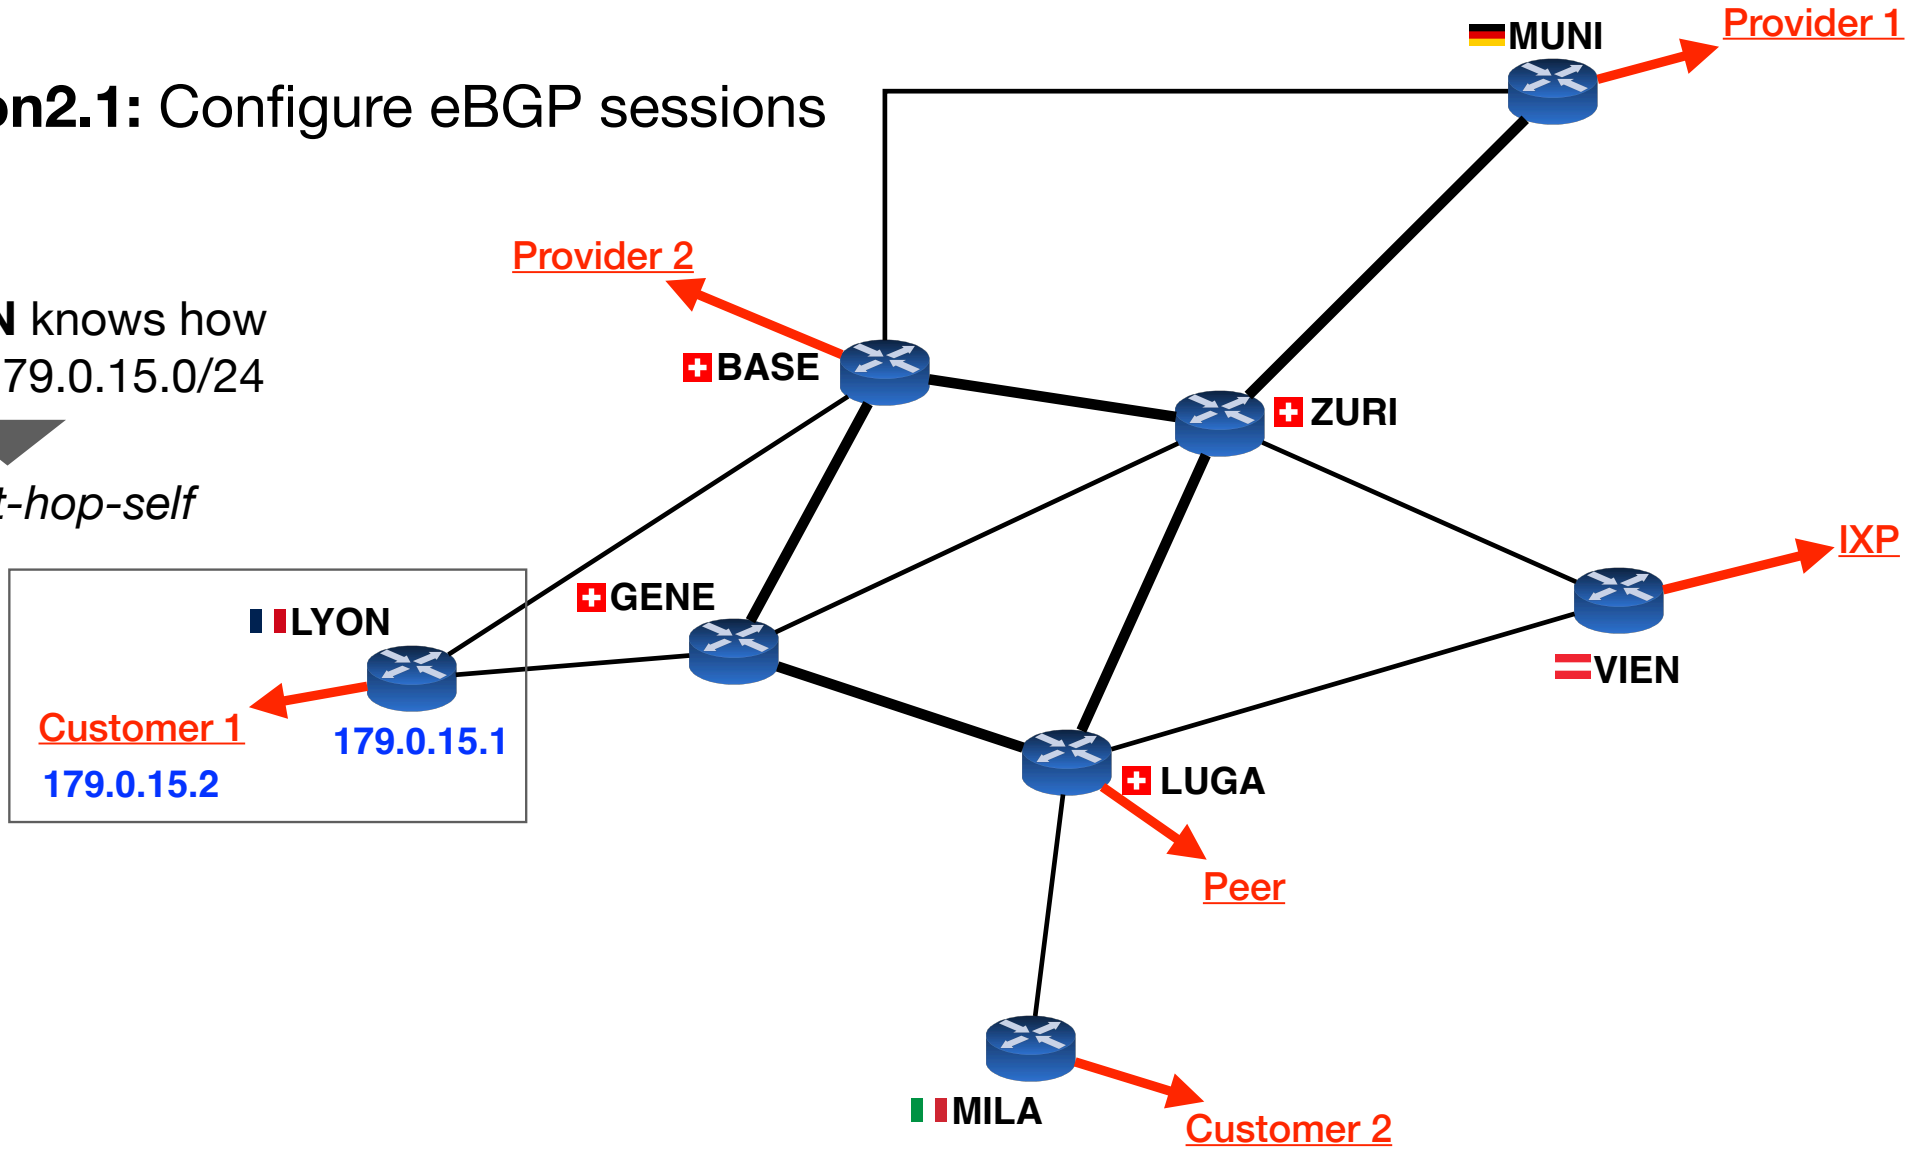 Provider 1
MUNI
on2.1: Configure eBGP sessions
Provider 2
N knows how
79.0.15.0/24
BASE
ZURI
t-hop-self
IXP
GENE
LYON
VIEN
Customer 1
179.0.15.1
179.0.15.2
LUGA
Peer
MILA
Customer 2